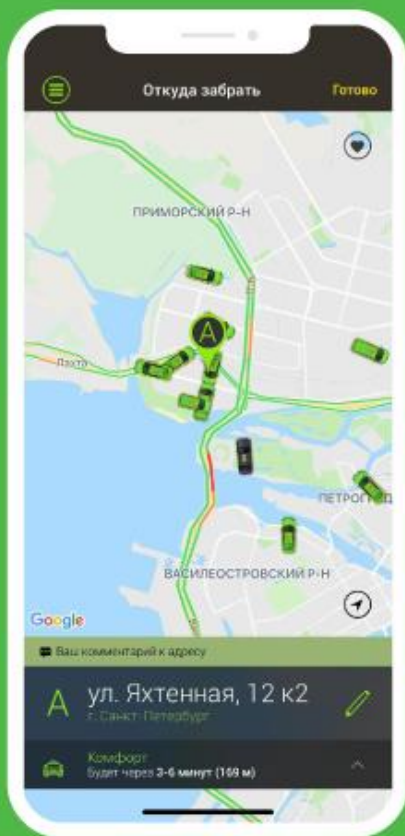 Откуда забрать
Готово
ПРИМОРСКИЙ Р-Н
A
Лахта
ВАСИЛЕОСТРОВСКИЙ Р-Н
Google
Ваш комментарий к адресу
A
ул. Яхтенная, 12 к2
г. Санкт-Петербург
Комфорт
Будет через 3-6 минут (169 м)